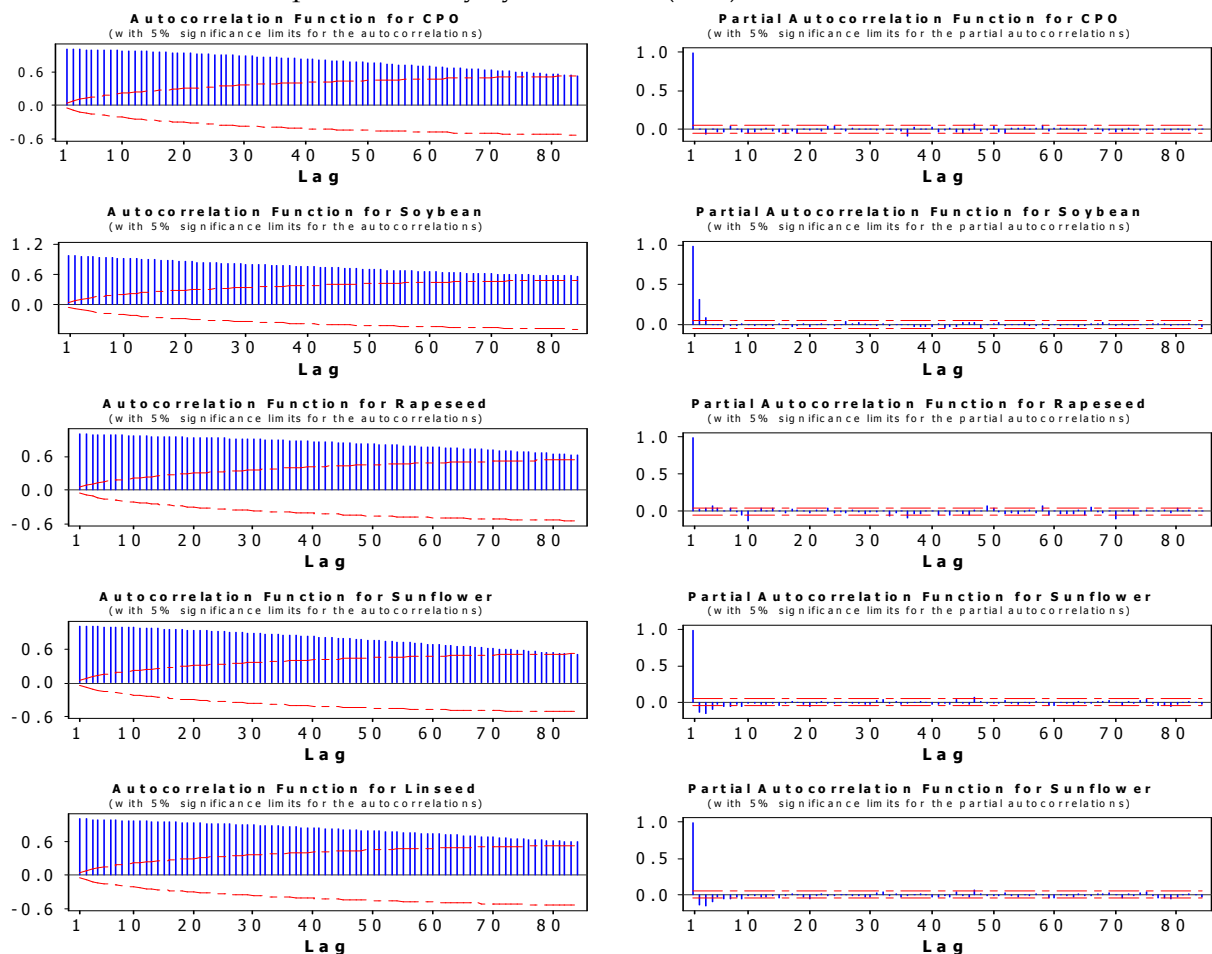 Autocorrelation Function for CPO
(with 5% significance limits for the autocorrelations)
0.6
0.0
-0.6
1 10 20 30 40 50 60 70 80
Lag
Partial Autocorrelation Function for CPO
(with 5% significance limits for the partial autocorrelations)
1.0
0.5
0.0
1 10 20 30 40 50 60 70 80
Lag
Autocorrelation Function for Soybean
(with 5% significance limits for the autocorrelations)
1.2
0.6
0.0
1 10 20 30 40 50 60 70 80
Lag
Partial Autocorrelation Function for Soybean
(with 5% significance limits for the partial autocorrelations)
1.0
0.5
0.0
1 10 20 30 40 50 60 70 80
Lag
Autocorrelation Function for Rapeseed
(with 5% significance limits for the autocorrelations)
0.6
0.0
-0.6
1 10 20 30 40 50 60 70 80
Lag
Partial Autocorrelation Function for Rapeseed
(with 5% significance limits for the partial autocorrelations)
1.0
0.5
0.0
1 10 20 30 40 50 60 70 80
Lag
Autocorrelation Function for Sunflower
(with 5% significance limits for the autocorrelations)
0.6
0.0
-0.6
1 10 20 30 40 50 60 70 80
Lag
Partial Autocorrelation Function for Sunflower
(with 5% significance limits for the partial autocorrelations)
1.0
0.5
0.0
1 10 20 30 40 50 60 70 80
Lag
Autocorrelation Function for Linseed
(with 5% significance limits for the autocorrelations)
0.6
0.0
-0.6
1 10 20 30 40 50 60 70 80
Lag
Partial Autocorrelation Function for Sunflower
(with 5% significance limits for the partial autocorrelations)
1.0
0.5
0.0
1 10 20 30 40 50 60 70 80
Lag